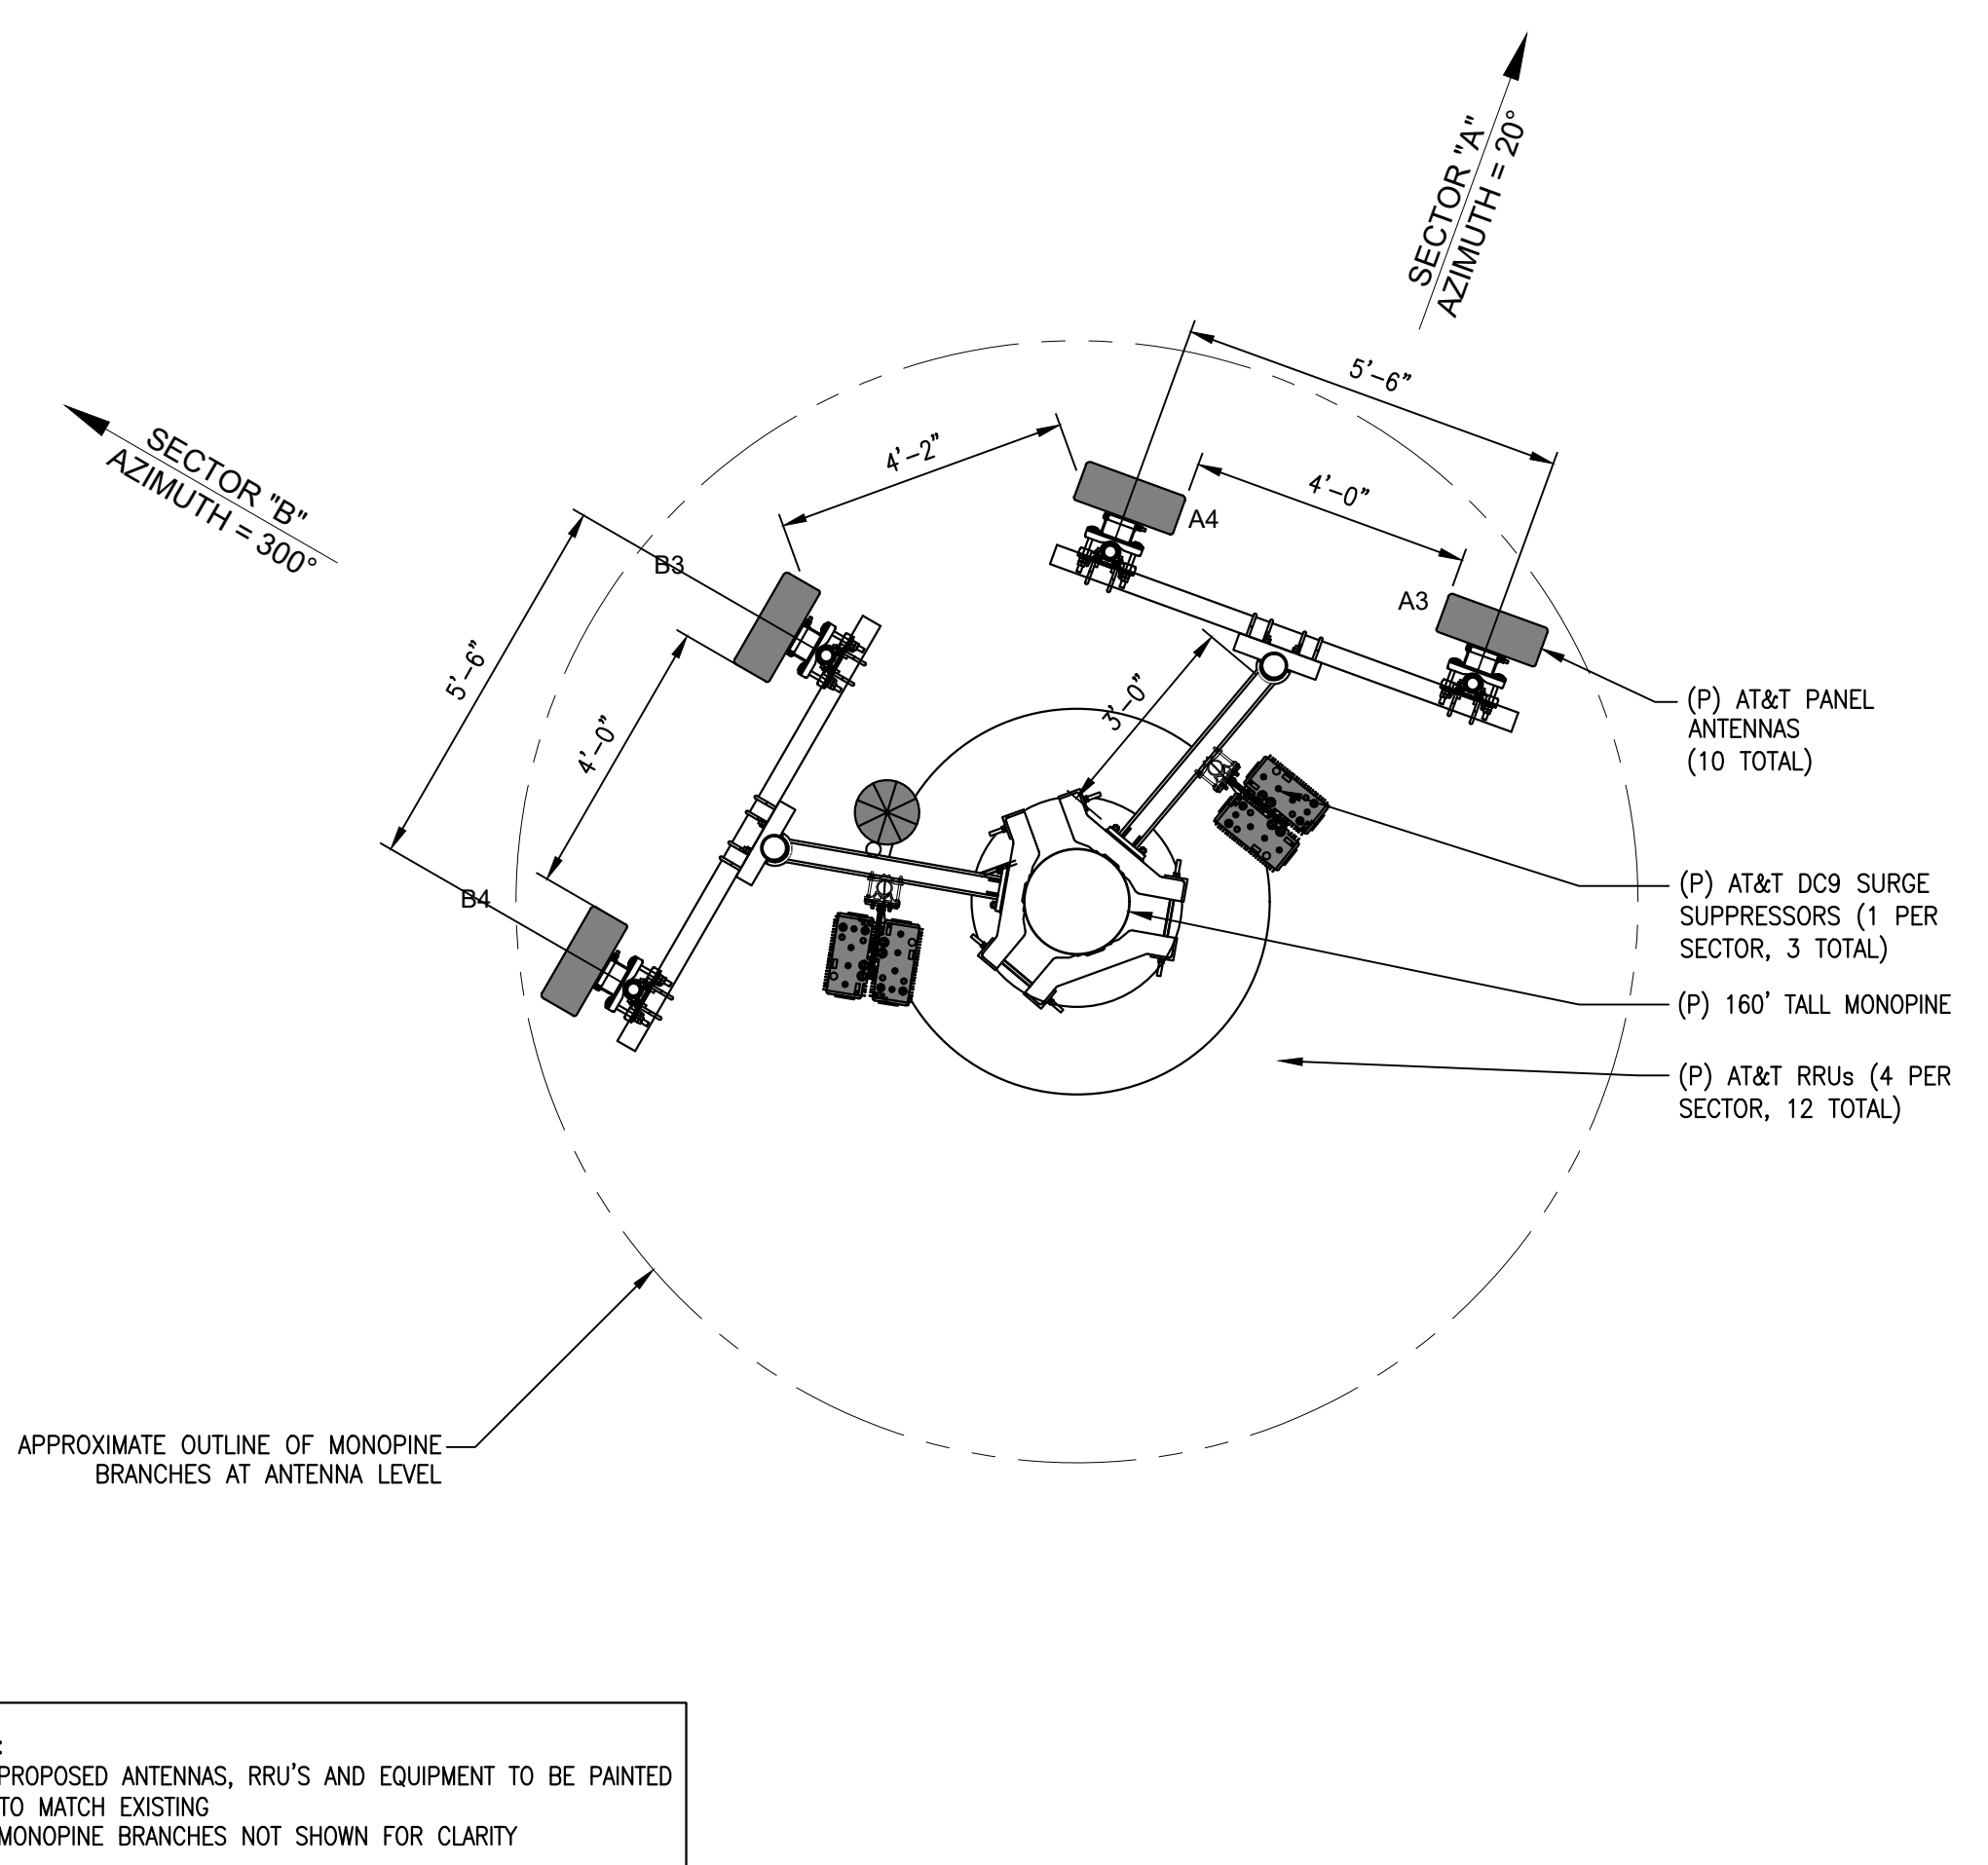 SECTOR "A"
AZIMUTH = 20°
5'-6"
SECTOR "B"
AZIMUTH = 300°
4'-2"
4'-0"
A4
B3
A3
5'-6"
3'-0"
4'-0"
(P) AT&T PANEL
ANTENNAS
(10 TOTAL)
B4
(P) AT&T DC9 SURGE
SUPPRESSORS (1 PER
SECTOR, 3 TOTAL)
(P) 160' TALL MONOPINE
(P) AT&T RRUs (4 PER
SECTOR, 12 TOTAL)
APPROXIMATE OUTLINE OF MONOPINE
BRANCHES AT ANTENNA LEVEL
:
PROPOSED ANTENNAS, RRU'S AND EQUIPMENT TO BE PAINTED
TO MATCH EXISTING
MONOPINE BRANCHES NOT SHOWN FOR CLARITY